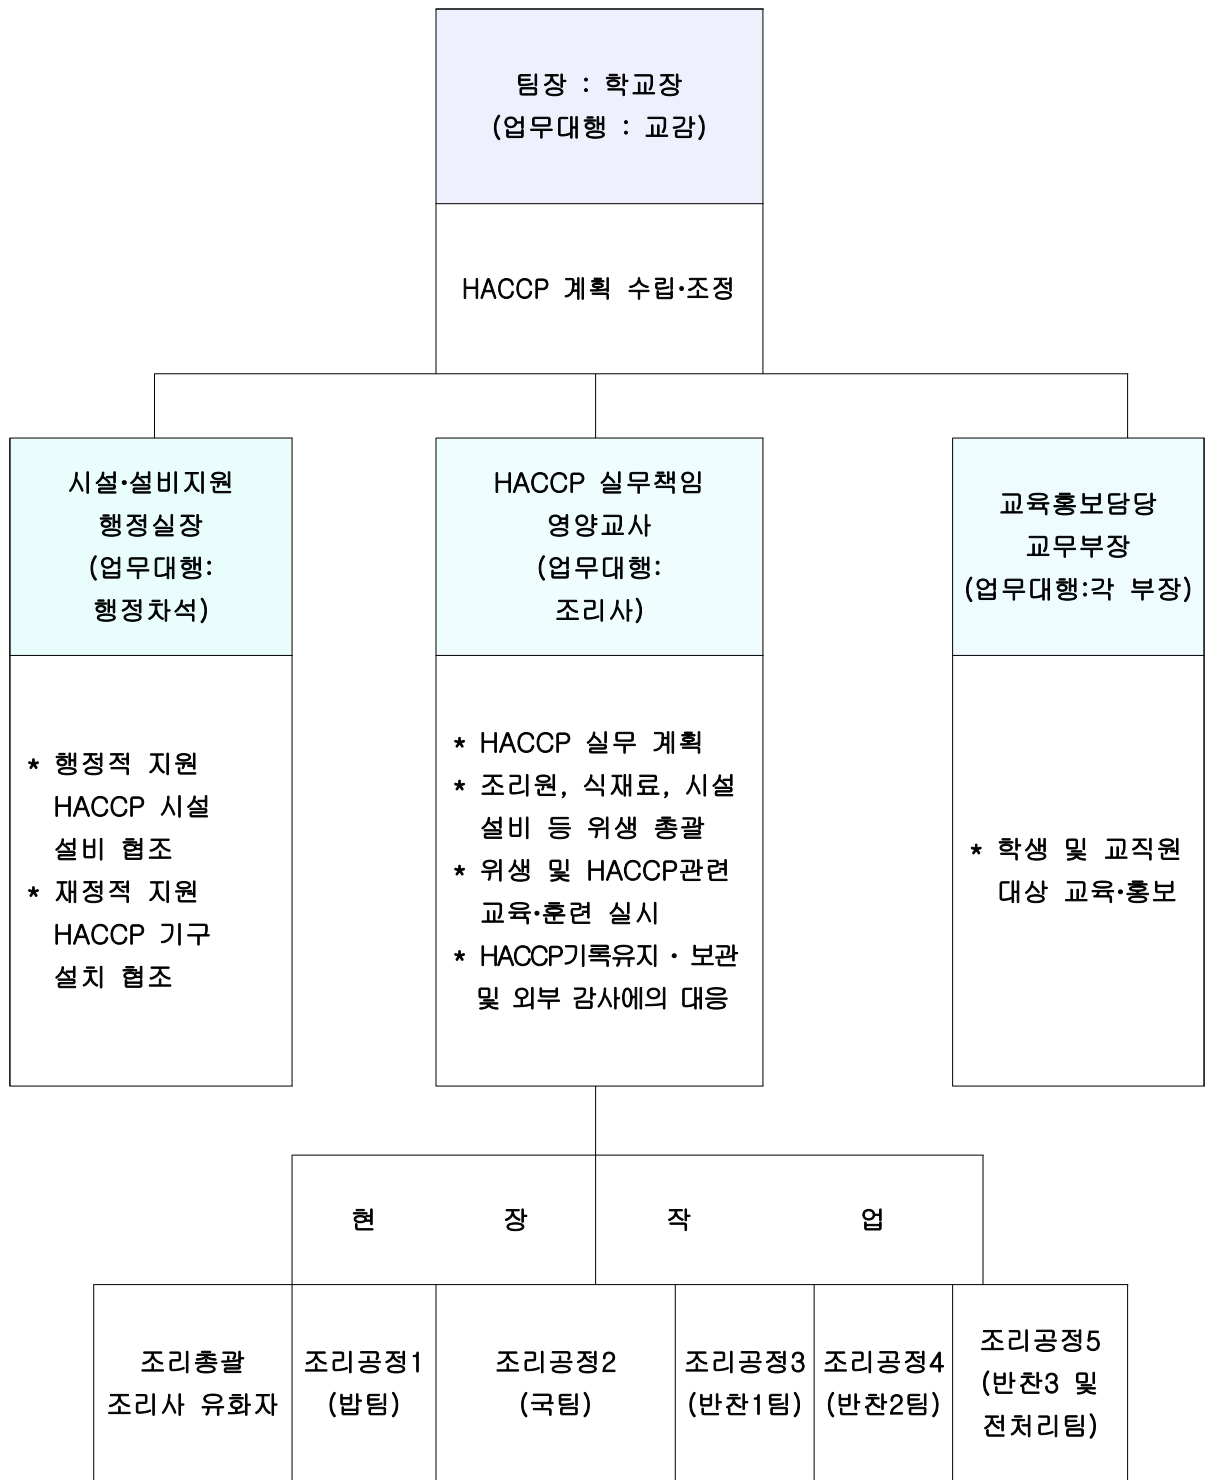 팀장 : 학교장
(업무대행 : 교감)
HACCP 계획 수립·조정
시설·설비지원
행정실장
(업무대행:
행정차석)
* 행정적 지원
HACCP 시설
설비 협조
* 재정적 지원
HACCP 기구
설치 협조
HACCP 실무책임
영양교사
(업무대행:
조리사)
* HACCP 실무 계획
* 조리원, 식재료, 시설
설비 등 위생 총괄
* 위생 및 HACCP관련
교육·훈련 실시
* HACCP기록유지 · 보관
및 외부 감사에의 대응
교육홍보담당
교무부장
(업무대행:각 부장)
* 학생 및 교직원
대상 교육·홍보
현 장 작 업
조리총괄
조리사 유화자
조리공정1
(밥팀)
조리공정2
(국팀)
조리공정3
(반찬1팀)
조리공정4
(반찬2팀)
조리공정5
(반찬3 및
전처리팀)